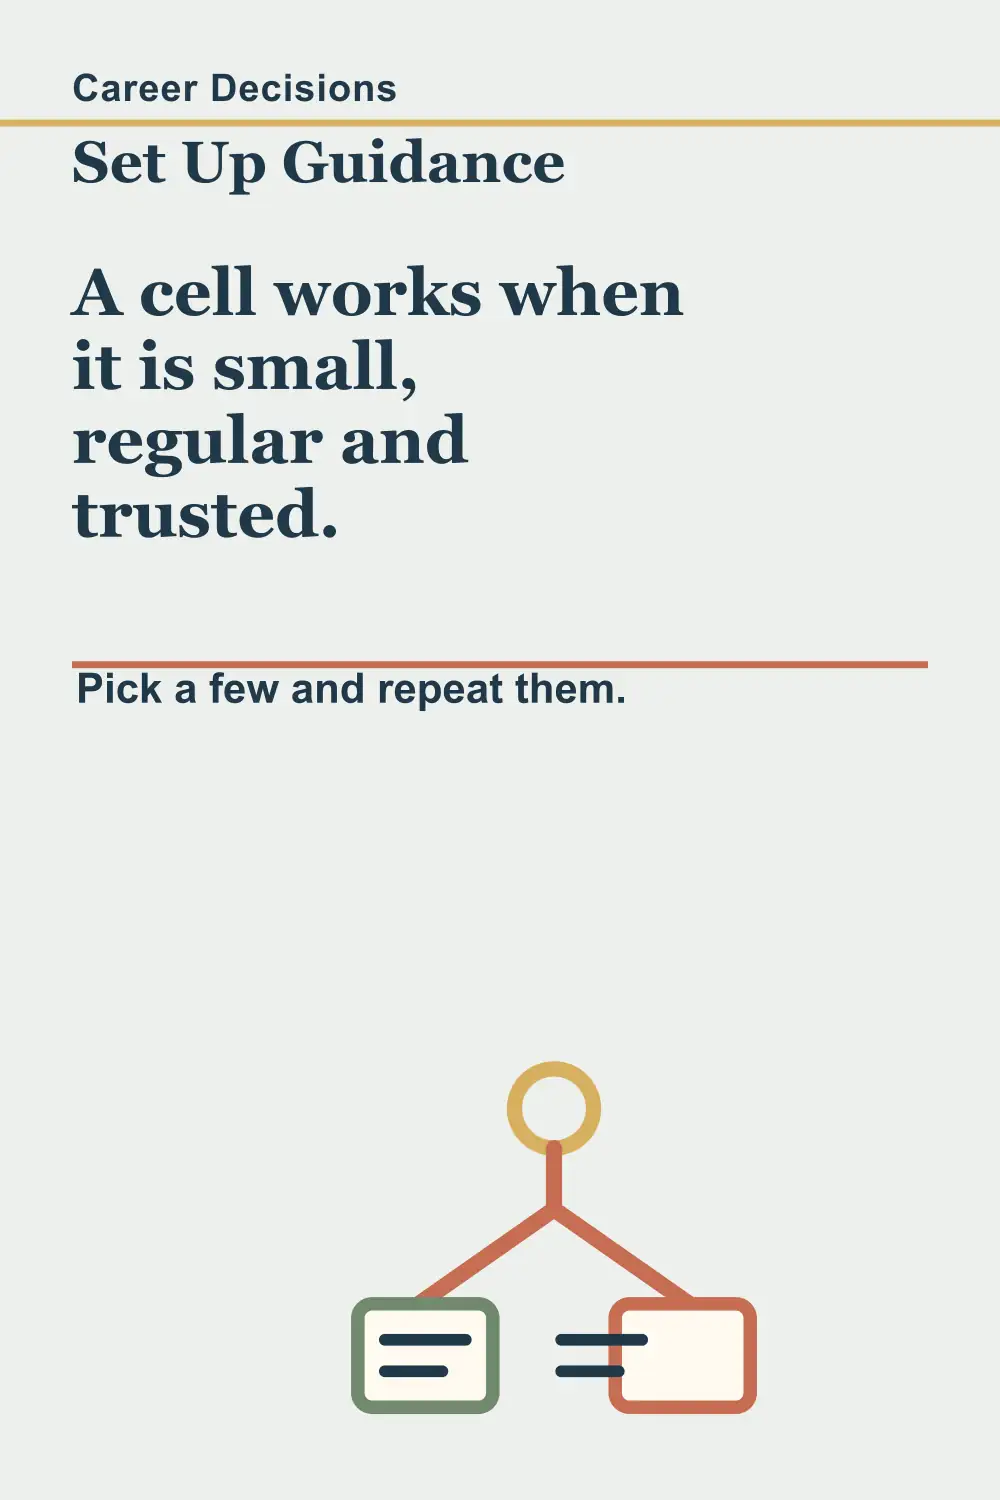 Career Decisions
Set Up Guidance
A cell works when
it is small,
regular and
trusted.
Pick a few and repeat them.